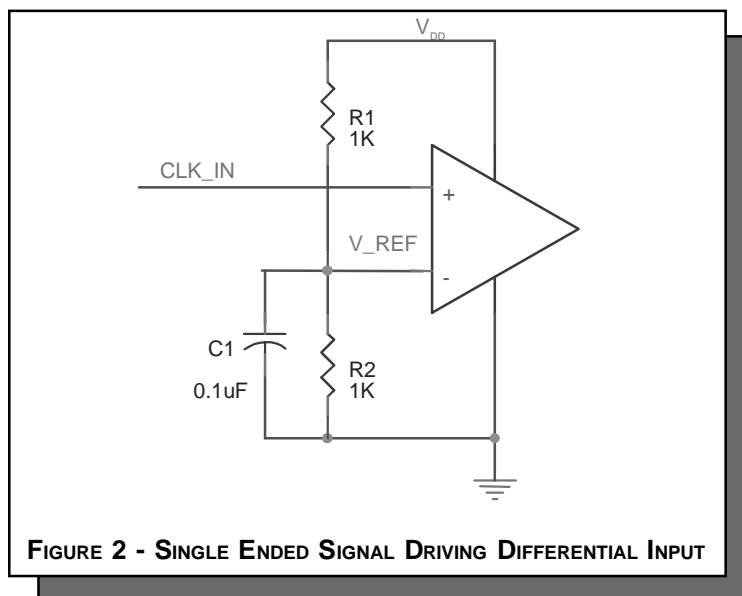 V_DD
R1
1K
CLK_IN
+
V_REF
-
C1
0.1uF
R2
1K
FIGURE 2 - SINGLE ENDED SIGNAL DRIVING DIFFERENTIAL INPUT